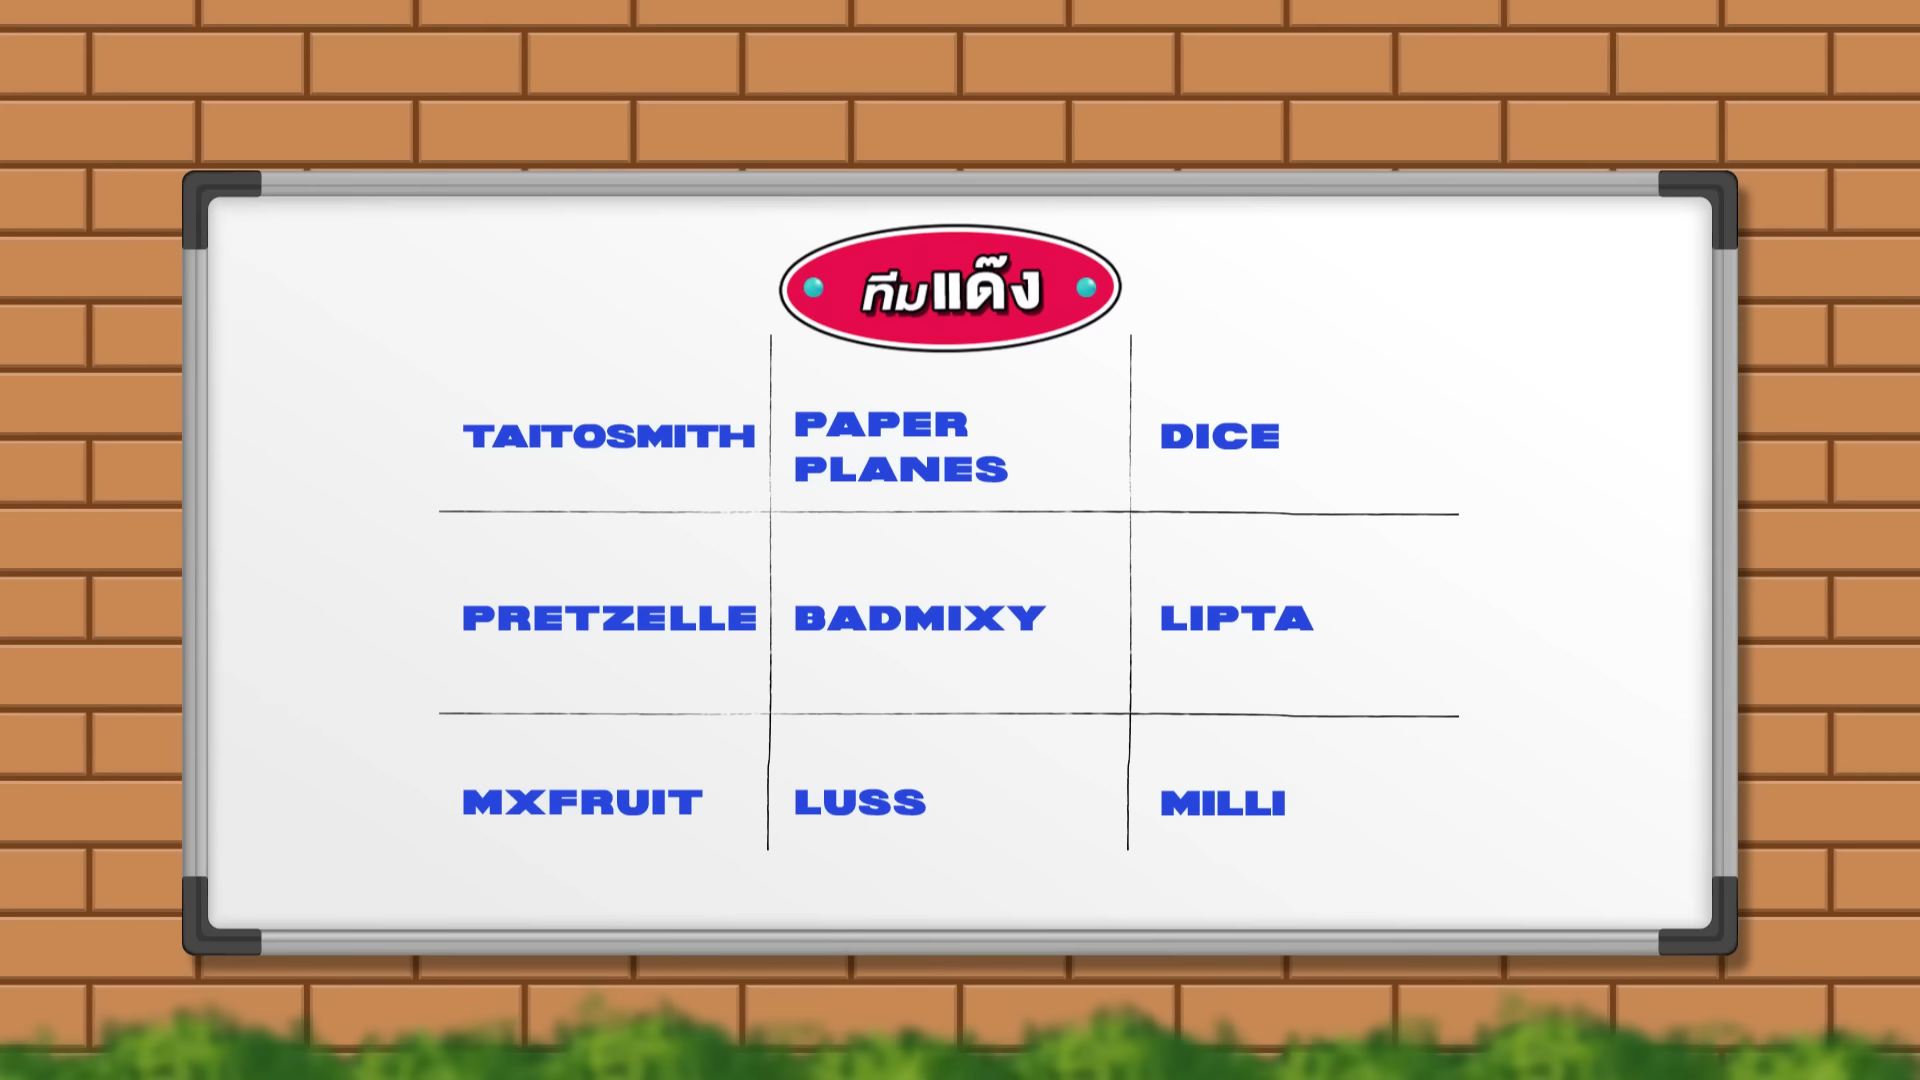 ทีมแด๊ง
TAITOSMITH
PAPER
PLANES
DICE
PRETZELLE
BADMIXY
LIPTA
MXFRUIT
LUSS
MILLI